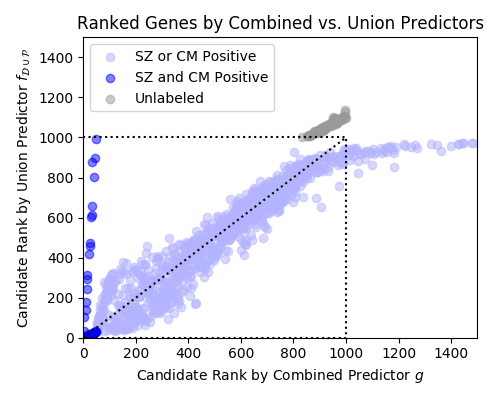 Ranked Genes by Combined vs. Union Predictors
SZ or CM Positive
SZ and CM Positive
Unlabeled
Candidate Rank by Union Predictor f_{𝒟∪𝒫}
1400
1200
1000
800
600
400
200
0
0 200 400 600 800 1000 1200 1400
Candidate Rank by Combined Predictor g